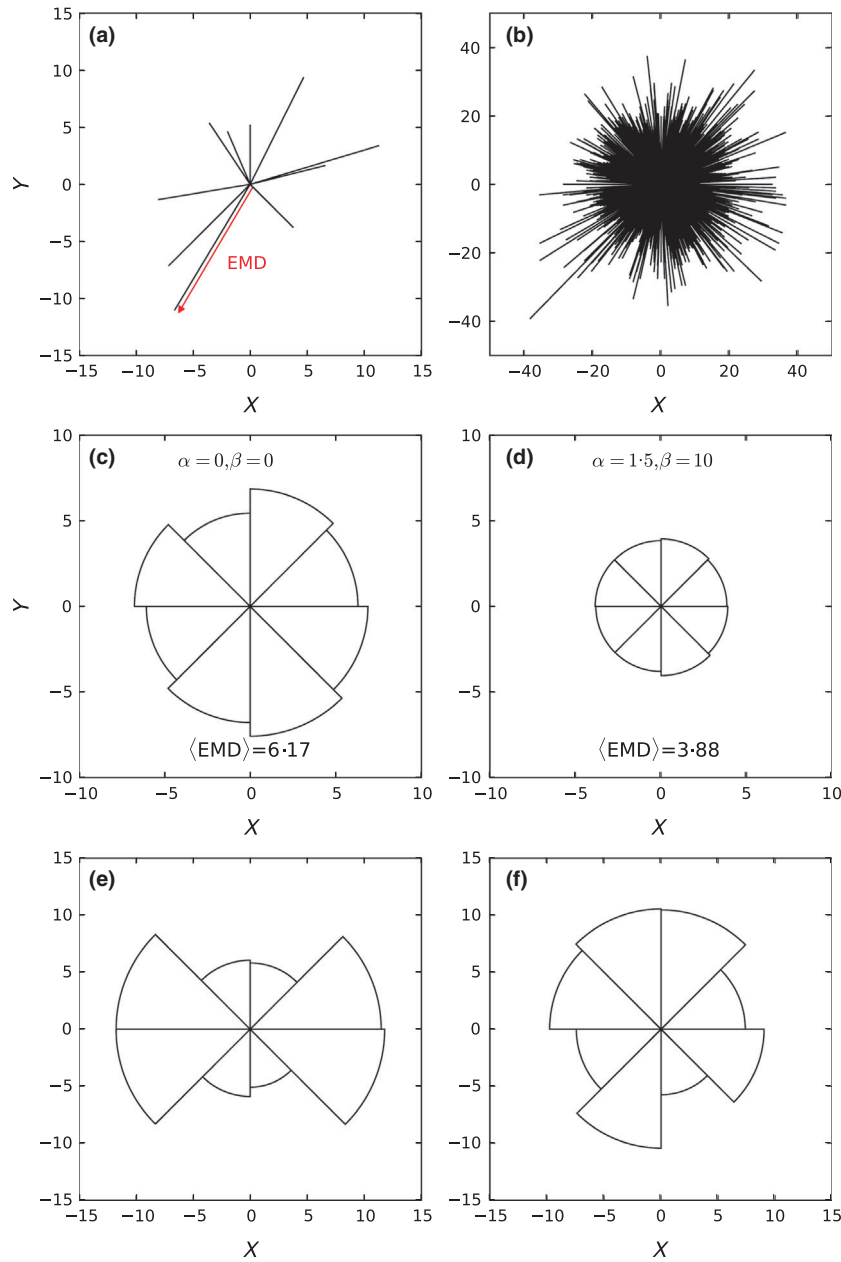 (a)
15
10
5
0
−5
−10
−15
Y
EMD
−15 −10 −5 0 5 10 15
X
(b)
40
20
0
−20
−40
−40 −20 0 20 40
X
(c)
α = 0,β = 0
10
5
0
−5
−10
Y
⟨EMD⟩=6·17
−10 −5 0 5 10
X
(d)
α = 1·5,β = 10
10
5
0
−5
−10
⟨EMD⟩=3·88
−10 −5 0 5 10
X
(e)
15
10
5
0
−5
−10
−15
−15 −10 −5 0 5 10 15
X
(f)
15
10
5
0
−5
−10
−15
−15 −10 −5 0 5 10 15
X